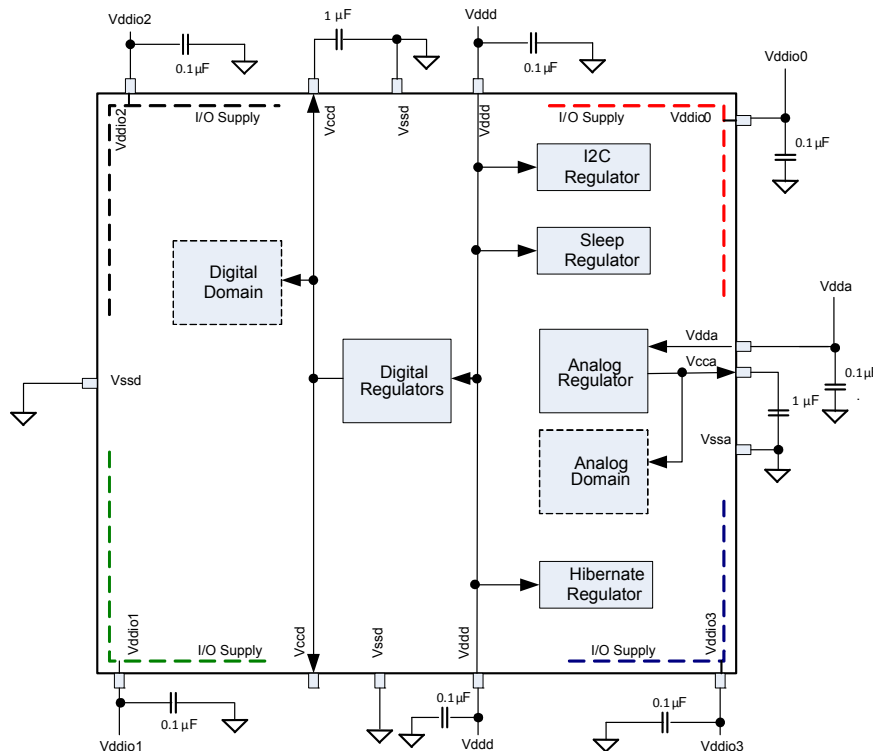 Vddio2
1 µF
Vddd
0.1 µF
0.1 µF
Vddio0
0.1 µF
Vddio2
I/O Supply
Vccd
Vssd
Vddd
I/O Supply
Vddio0
I2C
Regulator
Sleep
Regulator
Digital
Domain
Vdda
Vdda
Digital
Regulators
Analog
Regulator
Vcca
0.1 µ
Vssd
1 µF
Vssa
Analog
Domain
Hibernate
Regulator
Vddio1
I/O Supply
Vccd
Vssd
Vddd
I/O Supply
Vddio3
0.1 µF
0.1 µF
0.1 µF
Vddio1
Vddd
Vddio3